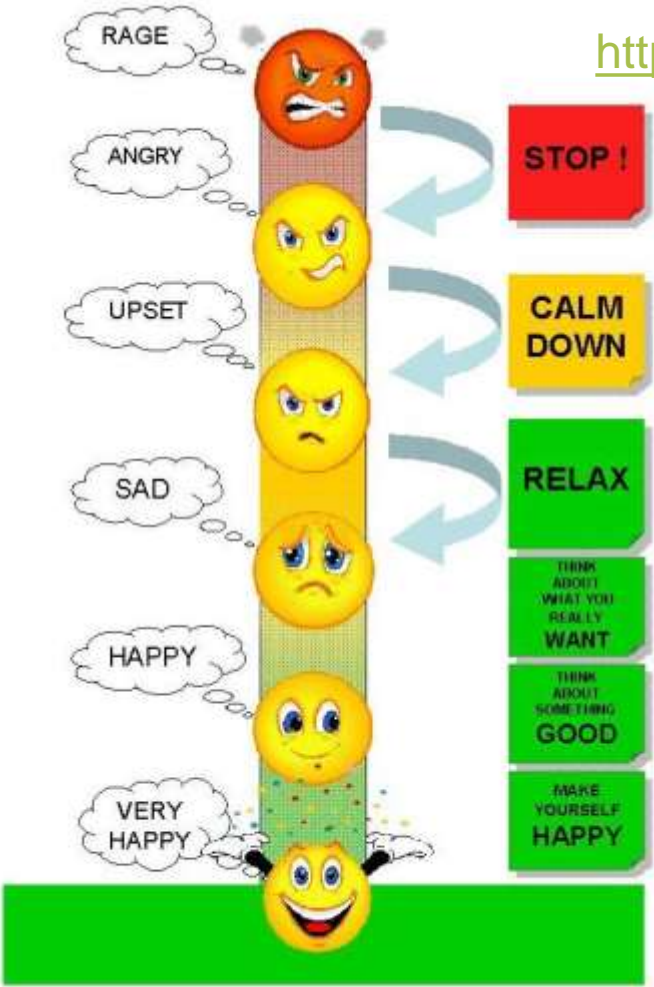 RAGE
http
STOP !
ANGRY
CALM
DOWN
UPSET
RELAX
SAD
THINK
ABOUT
WHAT YOU
REALLY
WANT
HAPPY
THINK
ABOUT
SOMETHING
GOOD
VERY
HAPPY
MAKE
YOURSELF
HAPPY